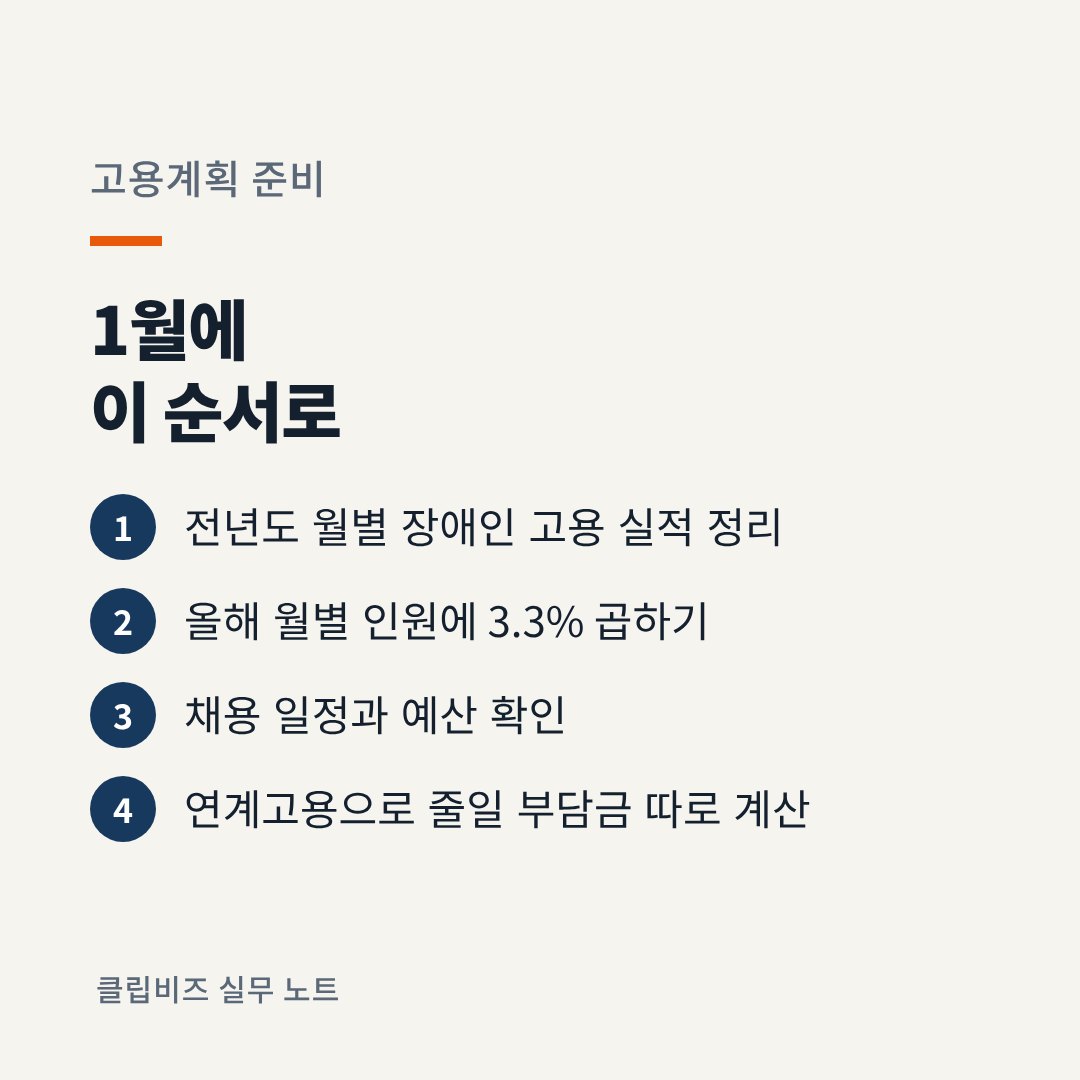 고용계획 준비
1월에
이 순서로
1 전년도 월별 장애인 고용 실적 정리
2 올해 월별 인원에 3.3% 곱하기
3 채용 일정과 예산 확인
4 연계고용으로 줄일 부담금 따로 계산
클립비즈 실무 노트